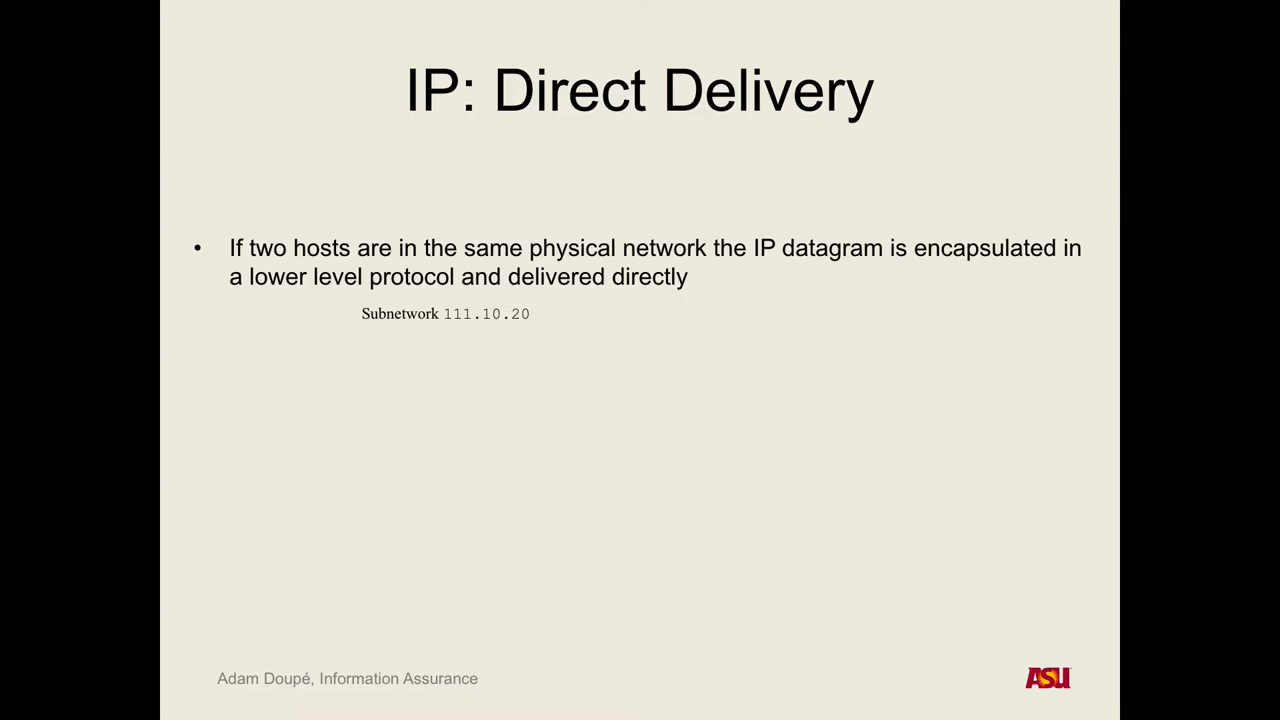 IP: Direct Delivery
• If two hosts are in the same physical network the IP datagram is encapsulated in
a lower level protocol and delivered directly
Subnetwork 111.10.20
Adam Doupé, Information Assurance
ASU